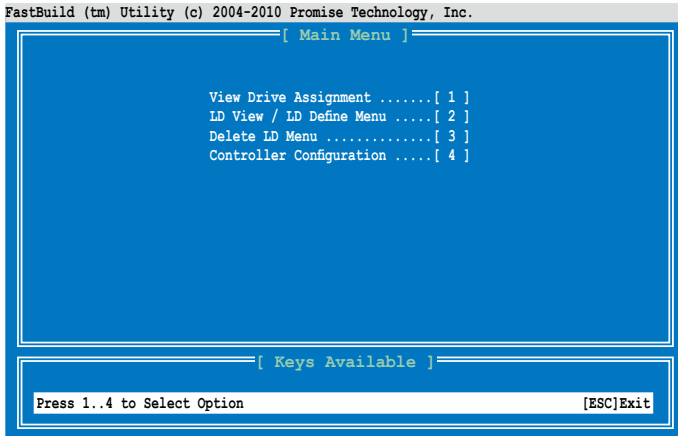 FastBuild (tm) Utility (c) 2004-2010 Promise Technology, Inc.
[ Main Menu ]
View Drive Assignment .......[ 1 ]
LD View / LD Define Menu .....[ 2 ]
Delete LD Menu ..............[ 3 ]
Controller Configuration .....[ 4 ]
[ Keys Available ]
Press 1..4 to Select Option [ESC]Exit